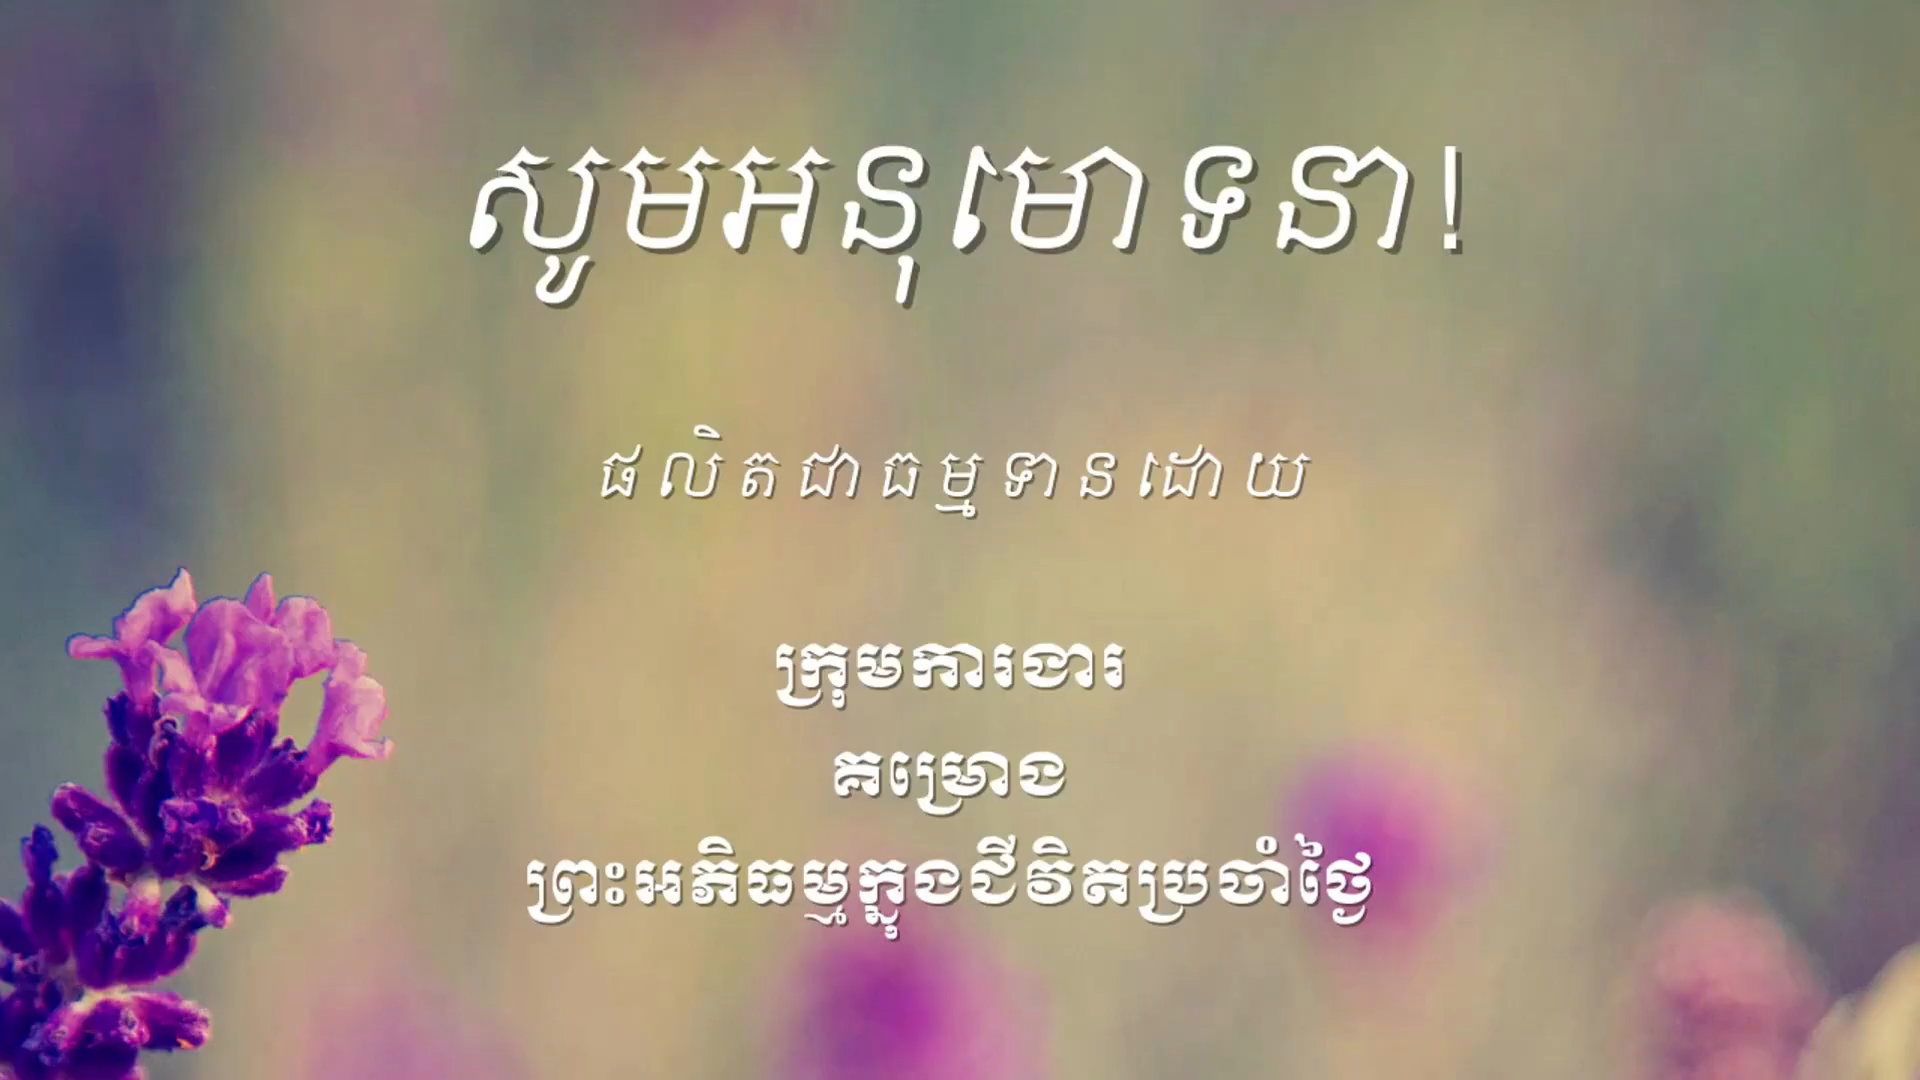 សូមអនុមោទនា!
ផលិតជាធម្មទានដោយ
ក្រុមការងារ
គម្រោង
ព្រះអភិធម្មក្នុងជីវិតប្រចាំថ្ងៃ